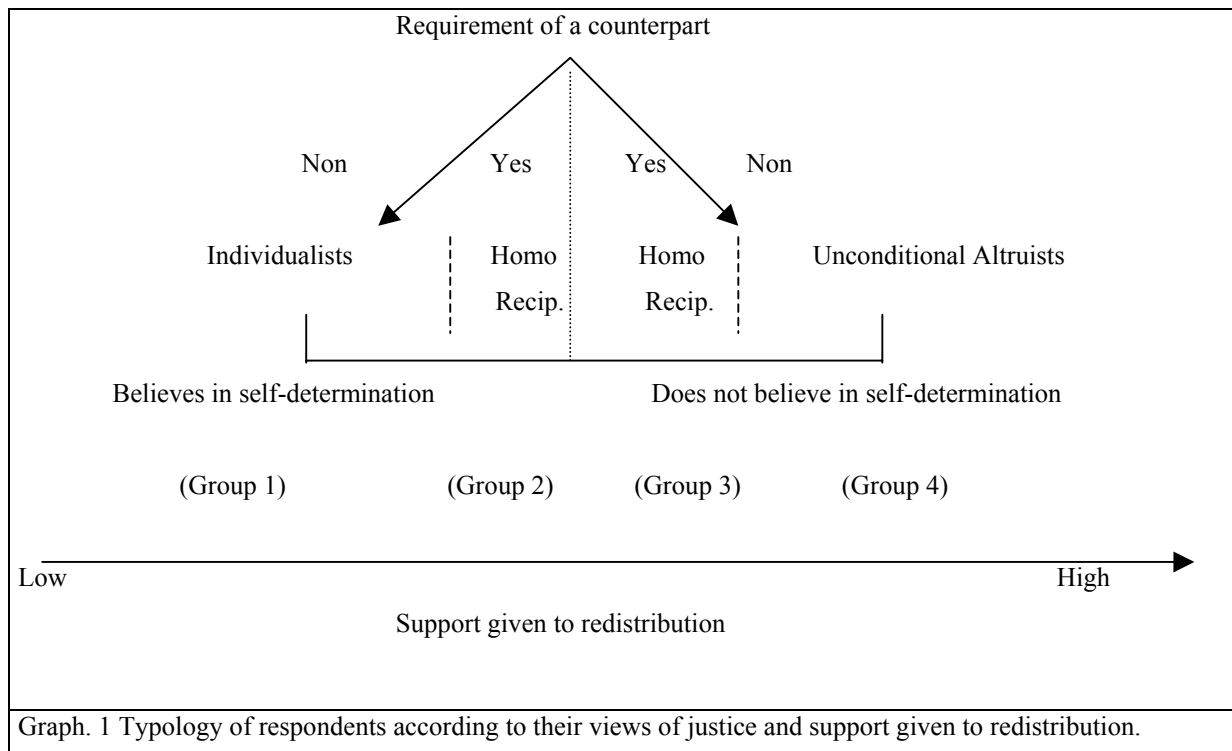 Requirement of a counterpart
Non Yes Yes Non
Individualists Homo Homo Unconditional Altruists
Recip. Recip.
Believes in self-determination Does not believe in self-determination
(Group 1) (Group 2) (Group 3) (Group 4)
Low High
Support given to redistribution
Graph. 1 Typology of respondents according to their views of justice and support given to redistribution.